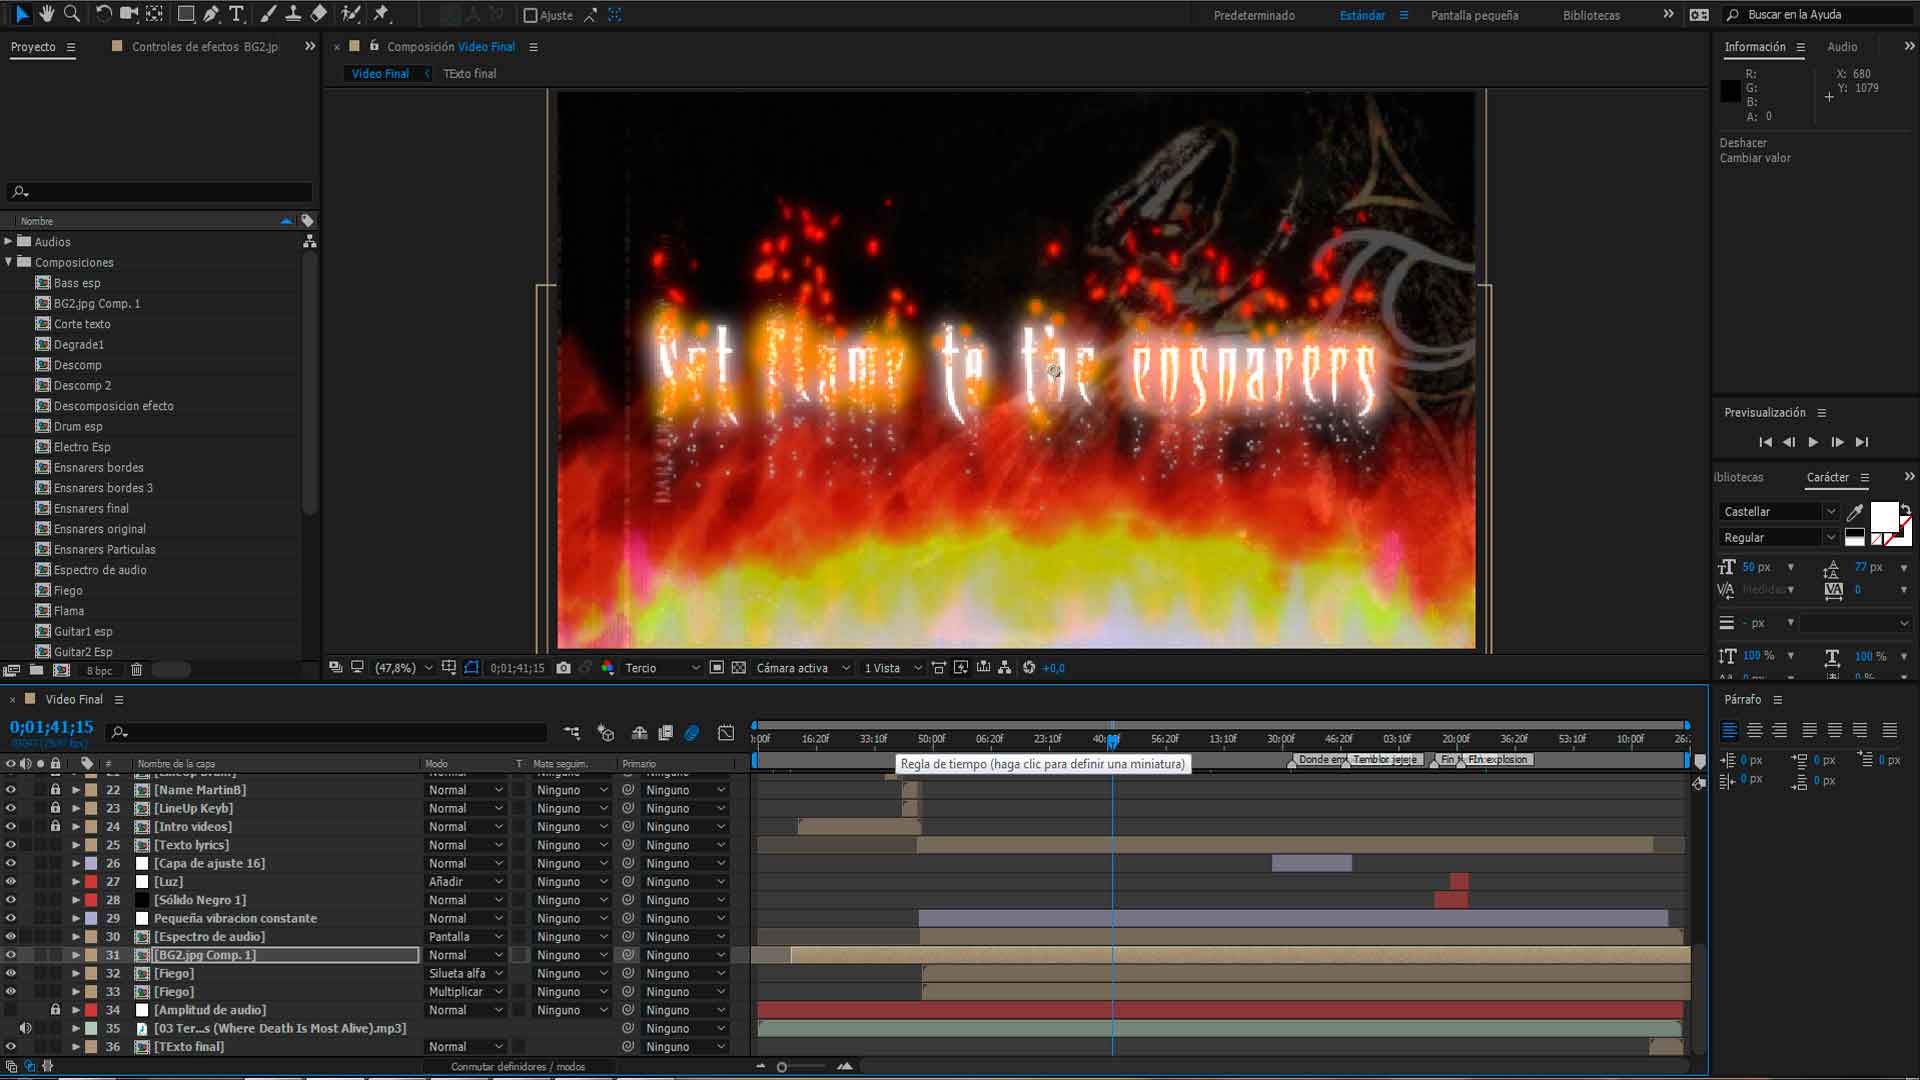 Ajuste
Predeterminado
Estándar
Pantalla pequeña
Bibliotecas
Buscar en la Ayuda
Proyecto
Controles de efectos BG2.jp
Composición Video Final
Video Final
TExto final
Nombre
Audios
Composiciones
Bass esp
BG2.jpg Comp. 1
Corte texto
Degrade1
Descomp
Descomp 2
Descomposicion efecto
Drum esp
Electro Esp
Ensnarers bordes
Ensnarers bordes 3
Ensnarers final
Ensnarers original
Ensnarers Particulas
Espectro de audio
Fiego
Flama
Guitar1 esp
Guitar2 Esp
8 bpc
Set flame to the ensnarers
(47,8%)
0;01;41;15
Tercio
Cámara activa
1 Vista
+0,0
Información
Audio
R:
G:
B:
A: 0
X: 680
Y: 1079
Deshacer
Cambiar valor
Previsualización
ibliotecas
Carácter
Castellar
Regular
50 px
77 px
Medidas
0
- px
100 %
100 %
Párrafo
0 px
0 px
0 px
0 px
0 px
Video Final
0;01;41;15
:00F
16:20F
33:10F
50:00F
06:20F
23:10F
56:20F
13:10F
30:00F
46:20F
03:10F
20:00F
36:20F
10:00F
Regla de tiempo (haga clic para definir una miniatura)
Temblor jejeje
explosion
# Nombre de la capa Modo T Mate seguim. Primario
22 [Name MartinB] Normal Ninguno Ninguno
23 [LineUp Keyb] Normal Ninguno Ninguno
24 [Intro videos] Normal Ninguno Ninguno
25 [Texto lyrics] Normal Ninguno Ninguno
26 [Capa de ajuste 16] Normal Ninguno Ninguno
27 [Luz] Añadir Ninguno Ninguno
28 [Sólido Negro 1] Normal Ninguno Ninguno
29 Pequeña vibracion constante Normal Ninguno Ninguno
30 [Espectro de audio] Pantalla Ninguno Ninguno
31 [BG2.jpg Comp. 1] Normal Ninguno Ninguno
32 [Fiego] Silueta alfa Ninguno Ninguno
33 [Fiego] Multiplicar Ninguno Ninguno
34 [Amplitud de audio] Normal Ninguno Ninguno
35 [03 Ter...s (Where Death Is Most Alive).mp3] Ninguno
36 [TExto final] Normal Ninguno
Conmutar definidores / modos